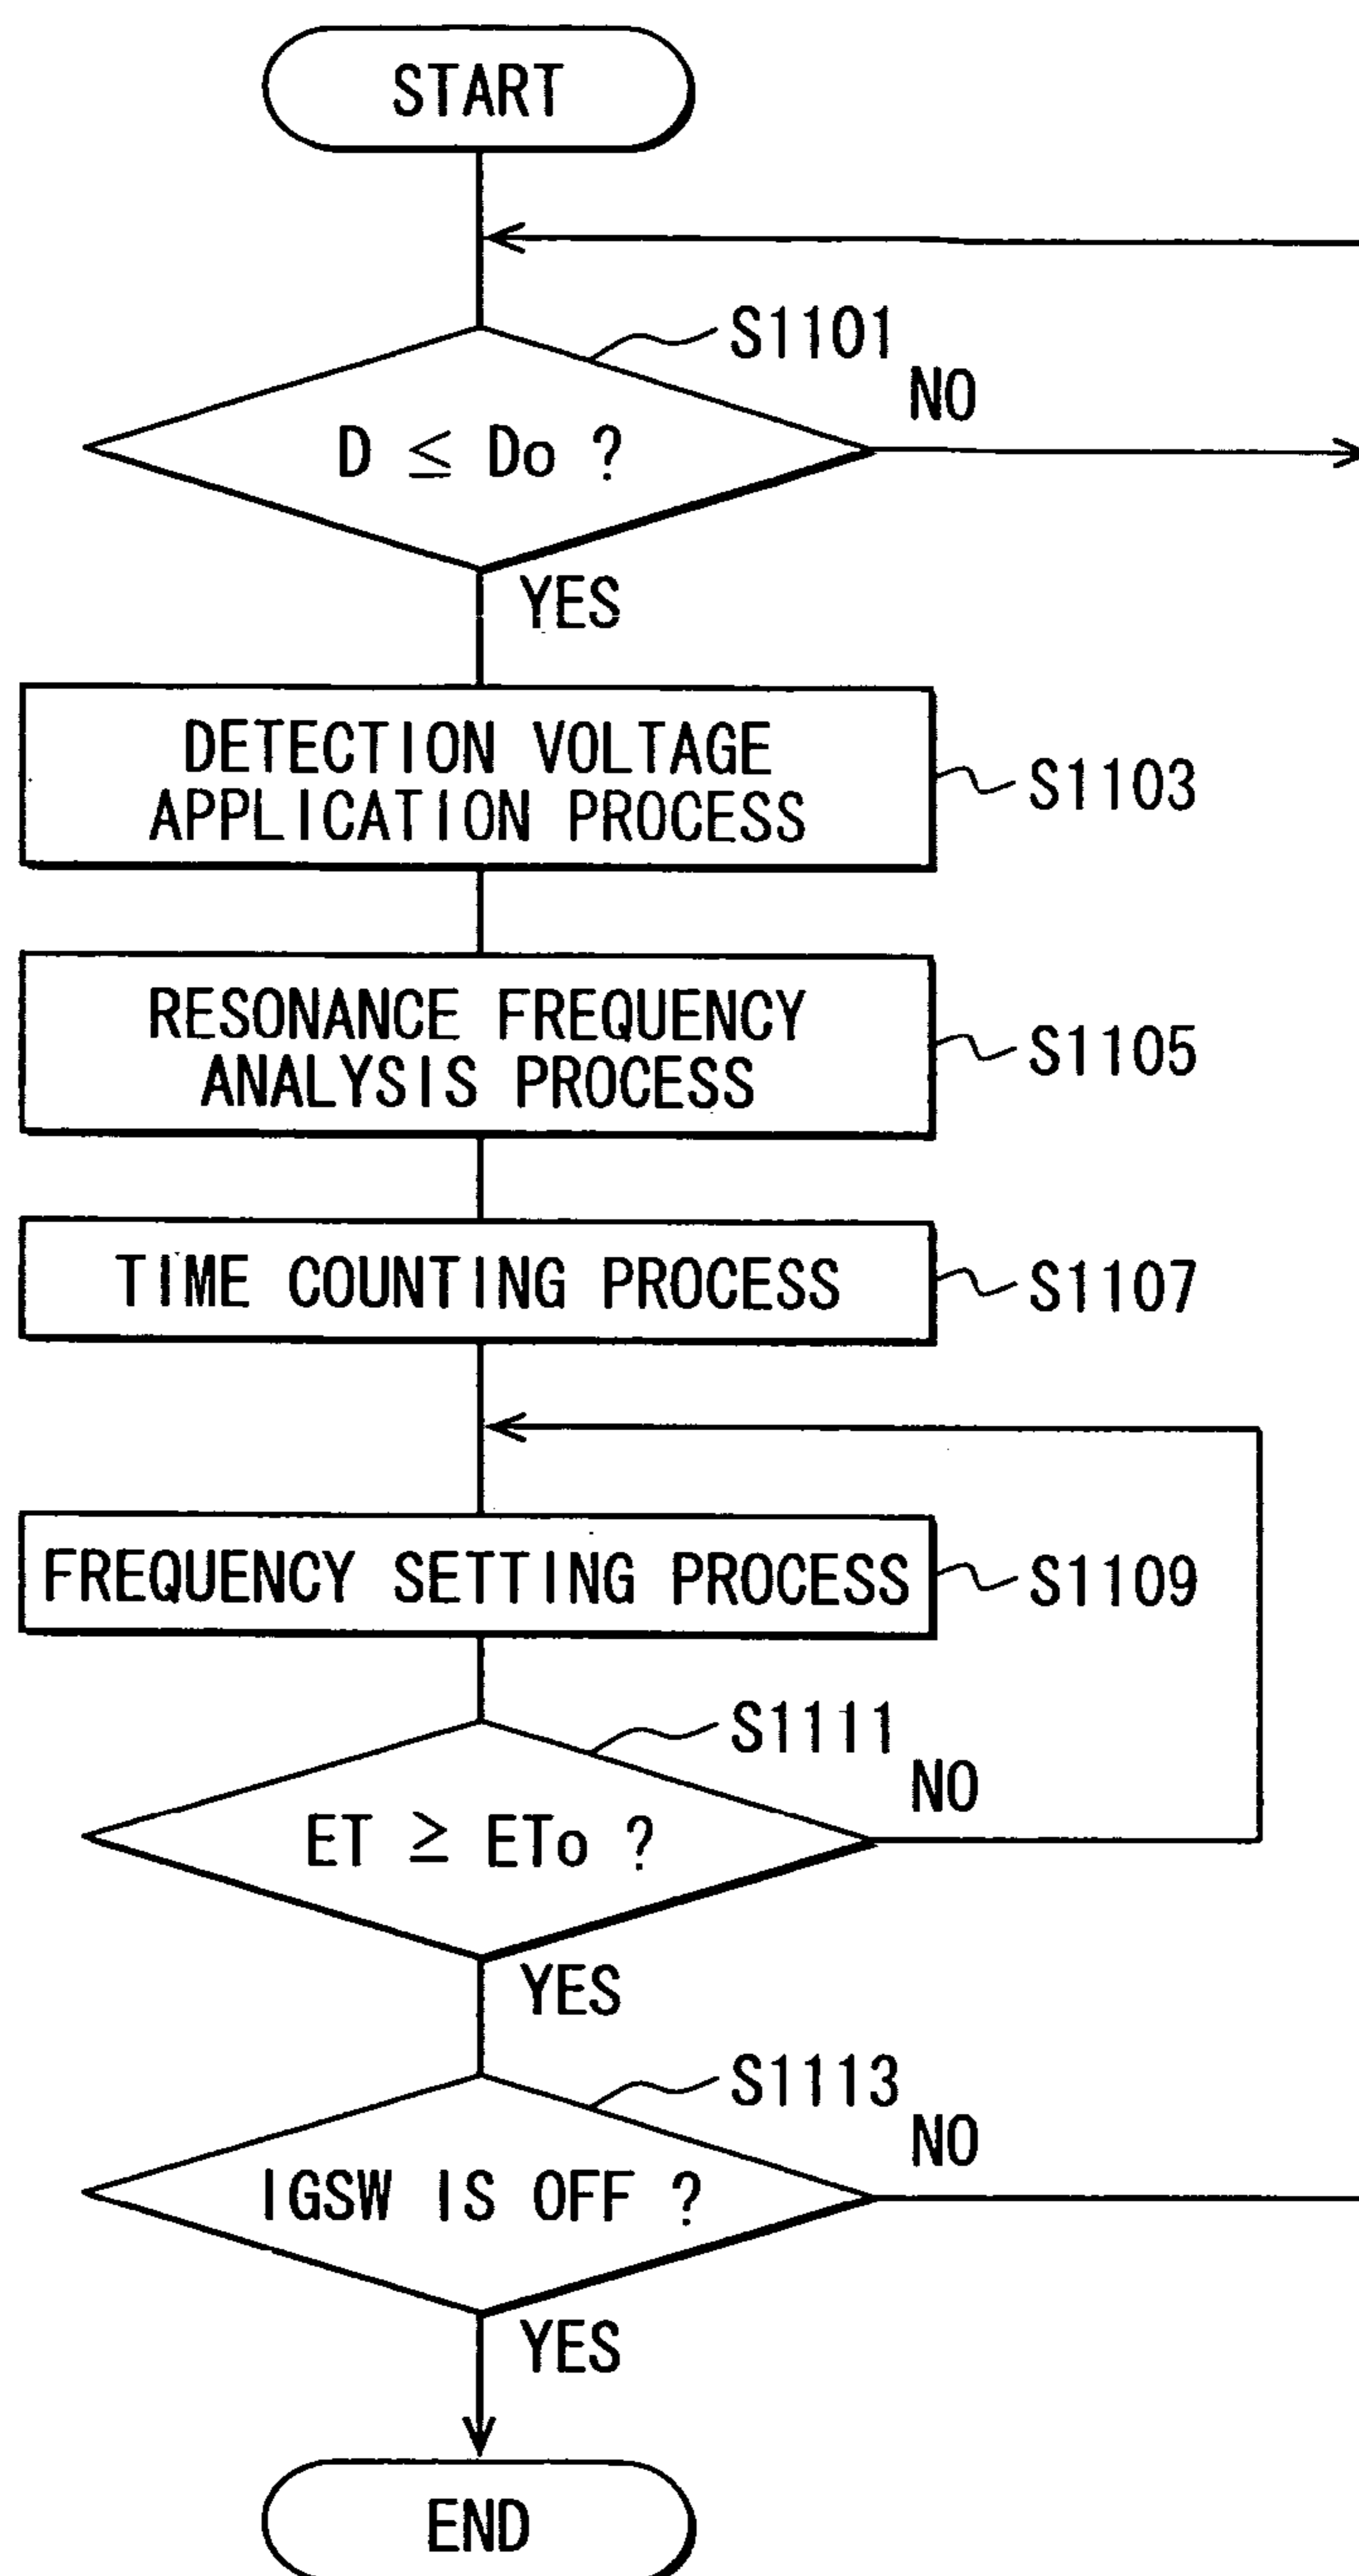 START
S1101
NO
D ≤ Do ?
YES
DETECTION VOLTAGE
APPLICATION PROCESS
S1103
RESONANCE FREQUENCY
ANALYSIS PROCESS
S1105
TIME COUNTING PROCESS
S1107
FREQUENCY SETTING PROCESS
S1109
S1111
NO
ET ≥ ETo ?
YES
S1113
NO
IGSW IS OFF ?
YES
END